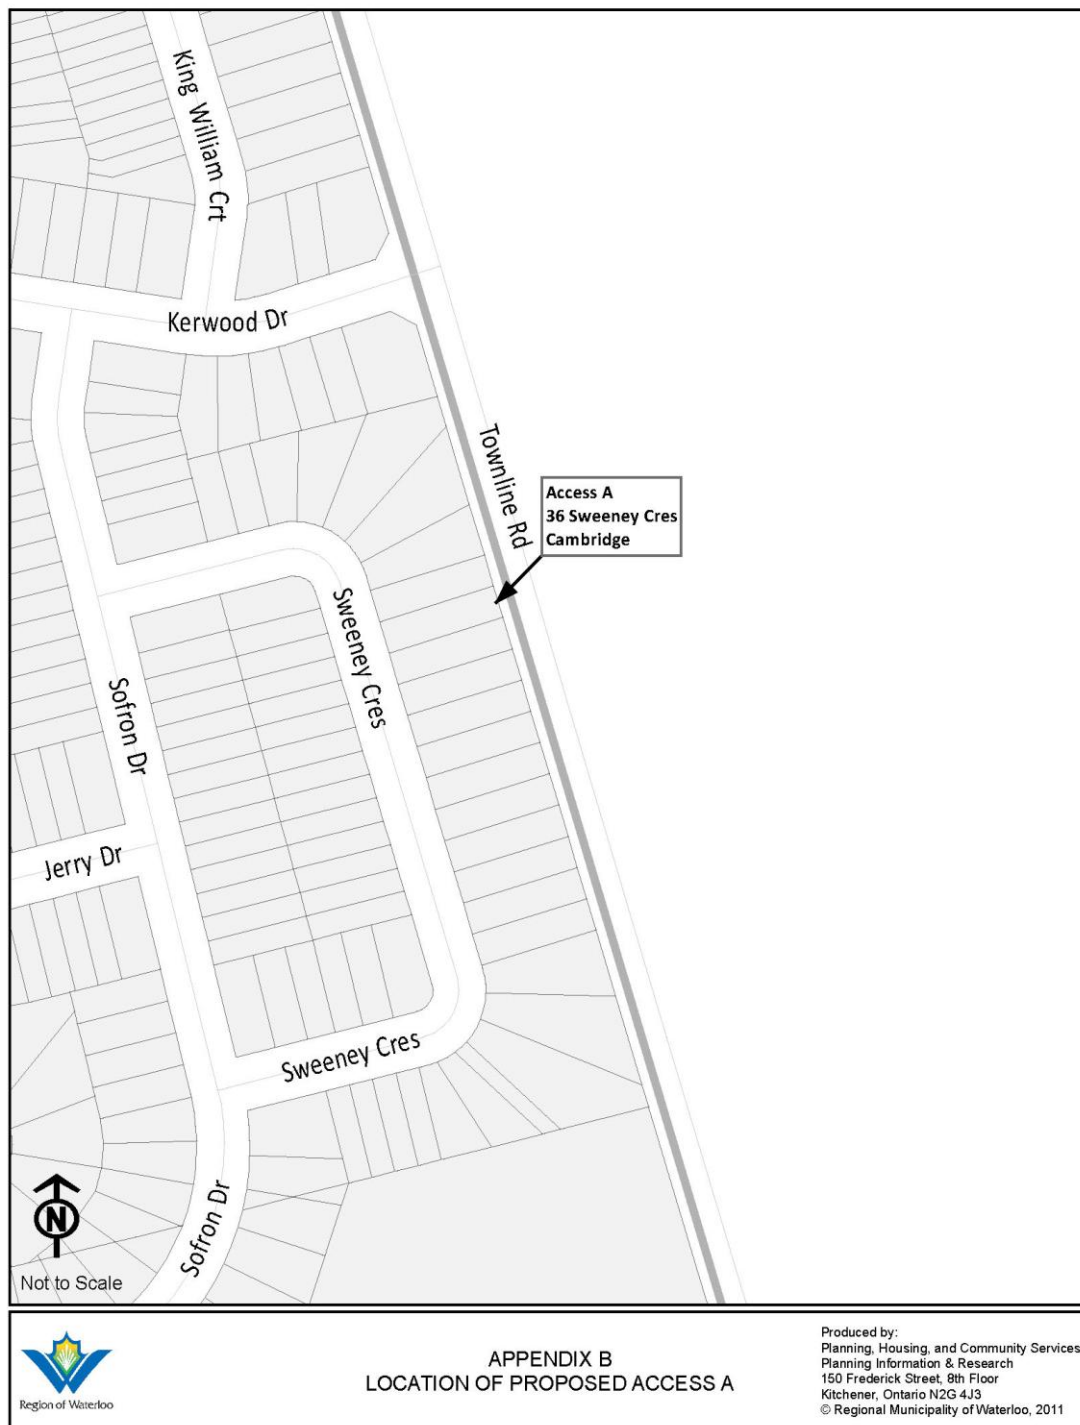 King William Crt
Kerwood Dr
Townline Rd
Access A
36 Sweeney Cres
Cambridge
Sweeney Cres
Sofron Dr
Jerry Dr
Sweeney Cres
Sofron Dr
N
Not to Scale
Region of Waterloo
APPENDIX B
LOCATION OF PROPOSED ACCESS A
Produced by:
Planning, Housing, and Community Services
Planning Information & Research
150 Frederick Street, 8th Floor
Kitchener, Ontario N2G 4J3
© Regional Municipality of Waterloo, 2011